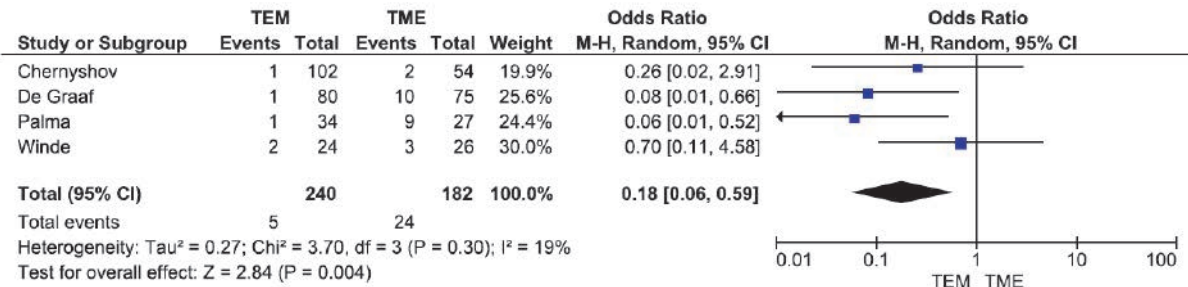 TEM TME Odds Ratio Odds Ratio
Study or Subgroup Events Total Events Total Weight M-H, Random, 95% CI M-H, Random, 95% CI
Chernyshov 1 102 2 54 19.9% 0.26 [0.02, 2.91]
De Graaf 1 80 10 75 25.6% 0.08 [0.01, 0.66]
Palma 1 34 9 27 24.4% 0.06 [0.01, 0.52]
Winde 2 24 3 26 30.0% 0.70 [0.11, 4.58]
Total (95% CI) 240 182 100.0% 0.18 [0.06, 0.59]
Total events 5 24
Heterogeneity: Tau² = 0.27; Chi² = 3.70, df = 3 (P = 0.30); I² = 19%
Test for overall effect: Z = 2.84 (P = 0.004)
0.01 0.1 1 10 100
TEM TME